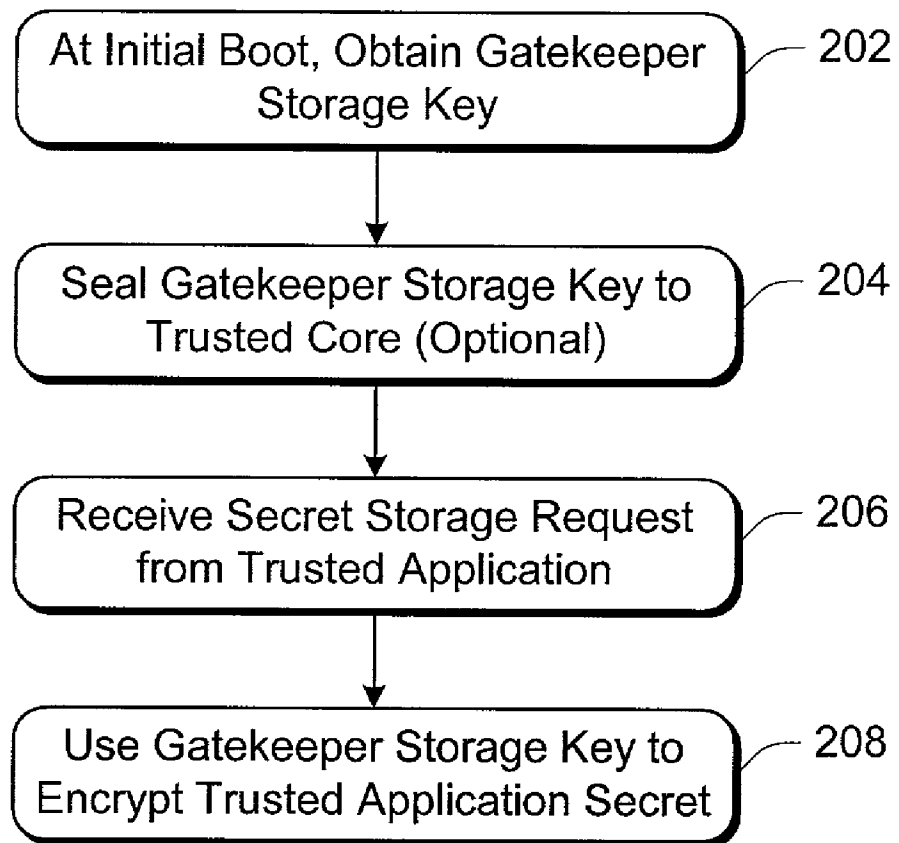 At Initial Boot, Obtain Gatekeeper
Storage Key
202
Seal Gatekeeper Storage Key to
Trusted Core (Optional)
204
Receive Secret Storage Request
from Trusted Application
206
Use Gatekeeper Storage Key to
Encrypt Trusted Application Secret
208